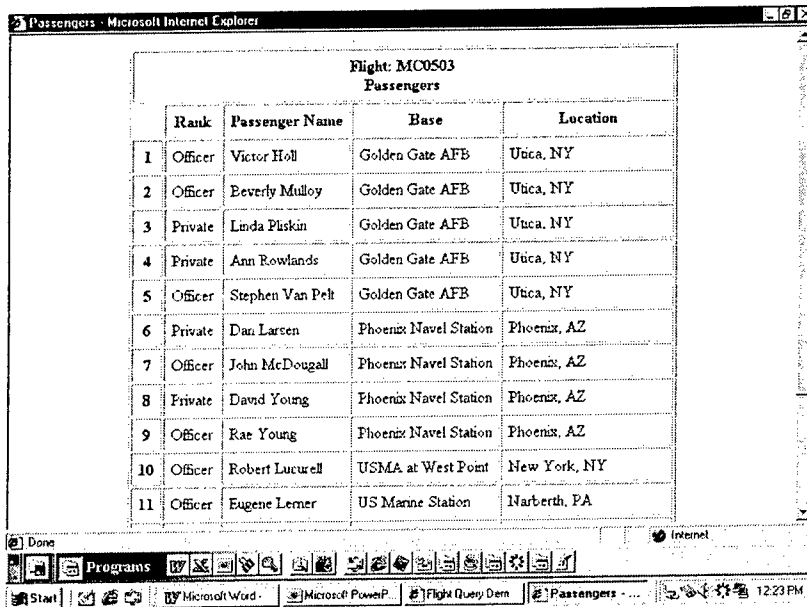 Passengers - Microsoft Internet Explorer
Flight: MC0503
Passengers
Rank Passenger Name Base Location
1 Officer Victor Holl Golden Gate AFB Utica, NY
2 Officer Beverly Mulloy Golden Gate AFB Utica, NY
3 Private Linda Pliskin Golden Gate AFB Utica, NY
4 Private Ann Rowlands Golden Gate AFB Utica, NY
5 Officer Stephen Van Pelt Golden Gate AFB Utica, NY
6 Private Dan Larsen Phoenix Navel Station Phoenix, AZ
7 Officer John McDougall Phoenix Navel Station Phoenix, AZ
8 Private David Young Phoenix Navel Station Phoenix, AZ
9 Officer Rae Young Phoenix Navel Station Phoenix, AZ
10 Officer Robert Lucurell USMA at West Point New York, NY
11 Officer Eugene Lerner US Marine Station Narberth, PA
Done Internet
Programs
Start Microsoft Word - Microsoft PowerP... Flight Query Dem Passengers - ... 12:23 PM